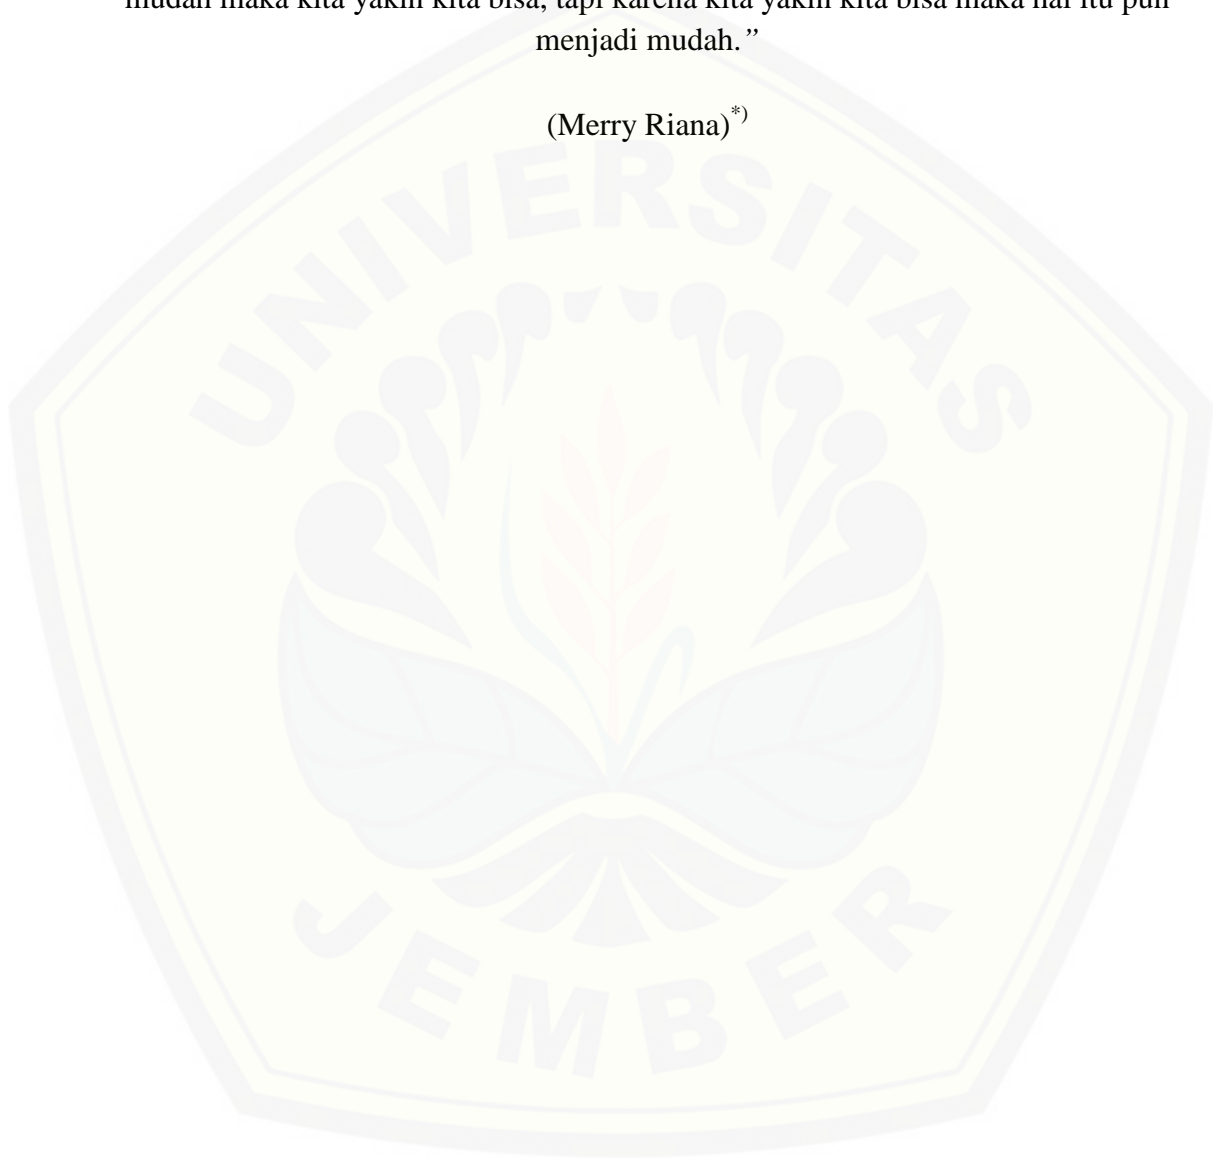 mudah maka kita yakin kita bisa, tapi karena kita yakin kita bisa maka hal itu pun
menjadi mudah.”
(Merry Riana)*)
UNIVERSITAS
JEMBER